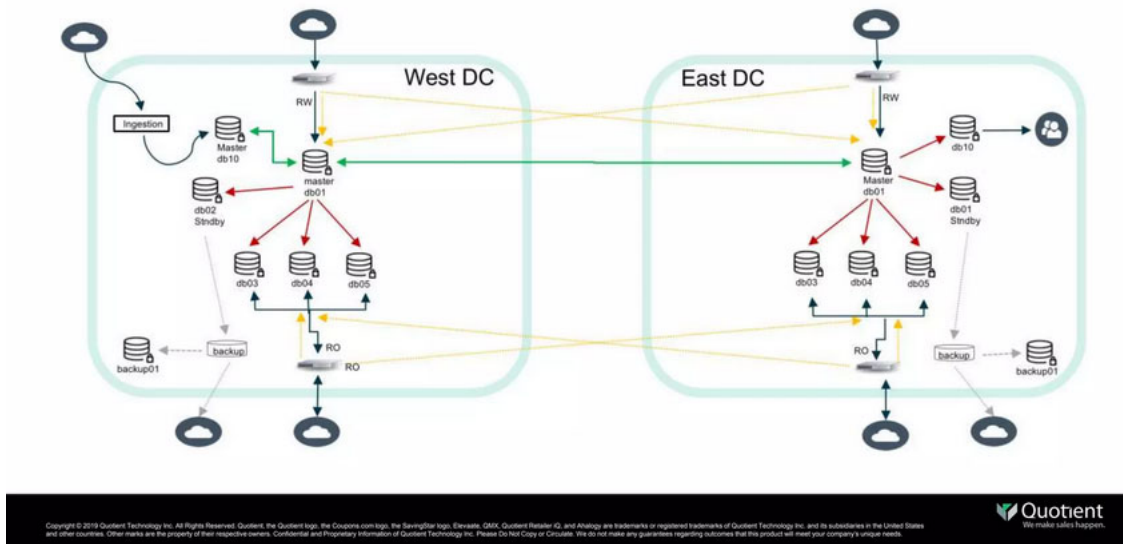 West DC
East DC
RW
RW
Ingestion
Master
db10
master
db01
Master
db01
db10
db02
Stndby
db01
Stndby
db03
db04
db05
db03
db04
db05
RO
RO
RO
backup
backup01
backup
backup01
Quotient
We make sales happen.
Copyright © 2019 Quotient Technology Inc. All Rights Reserved. Quotient, the Quotient logo, the Coupons.com logo, the SavingStar logo, Elevaate, QMX, Quotient Retailer iQ, and Ahalogy are trademarks or registered trademarks of Quotient Technology Inc. and its subsidiaries in the United States
and other countries. Other marks are the property of their respective owners. Confidential and Proprietary Information of Quotient Technology Inc. Please Do Not Copy or Circulate. We do not make any guarantees regarding outcomes that this product will meet your company's unique needs.